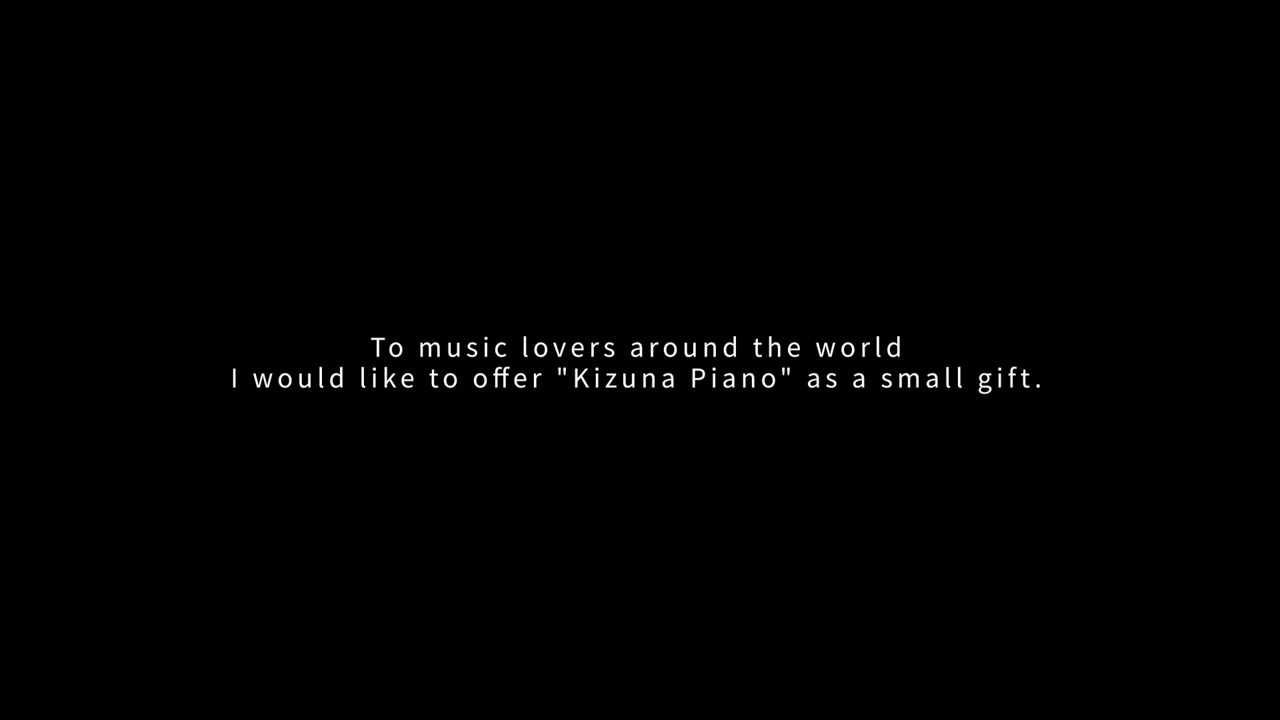 To music lovers around the world
I would like to offer "Kizuna Piano" as a small gift.